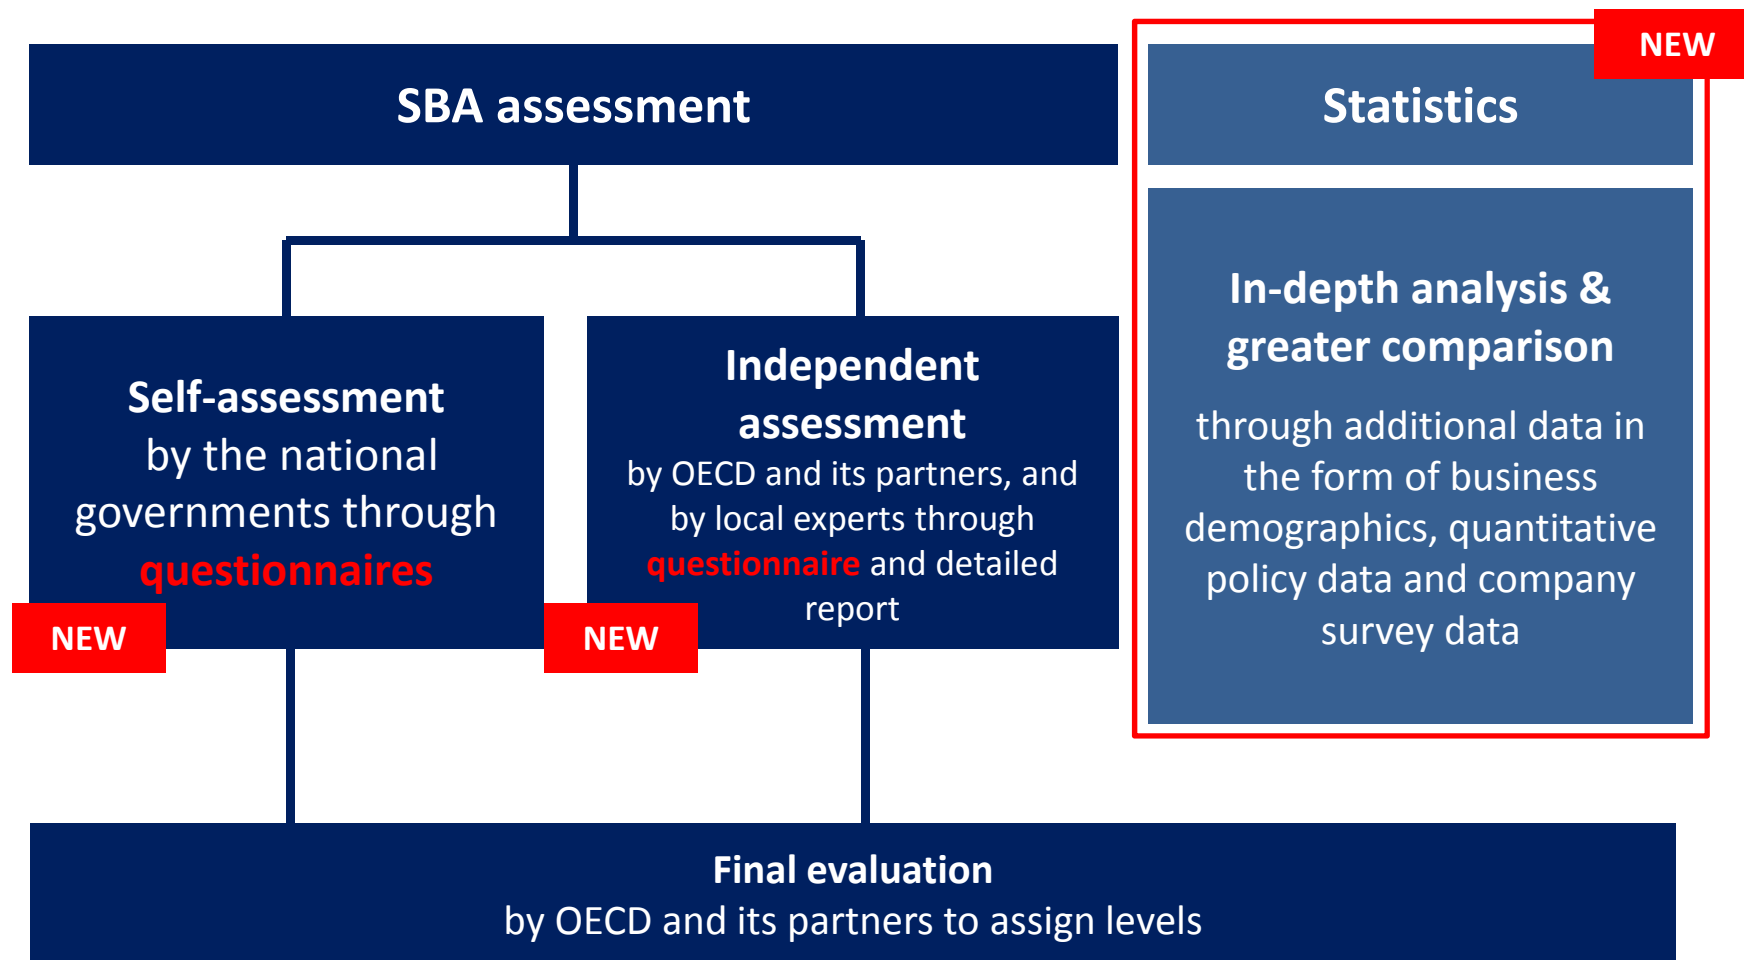 SBA assessment
NEW
Statistics
Self-assessment
by the national
governments through
questionnaires
NEW
Independent
assessment
by OECD and its partners, and
by local experts through
questionnaire and detailed
report
NEW
In-depth analysis &
greater comparison
through additional data in
the form of business
demographics, quantitative
policy data and company
survey data
Final evaluation
by OECD and its partners to assign levels